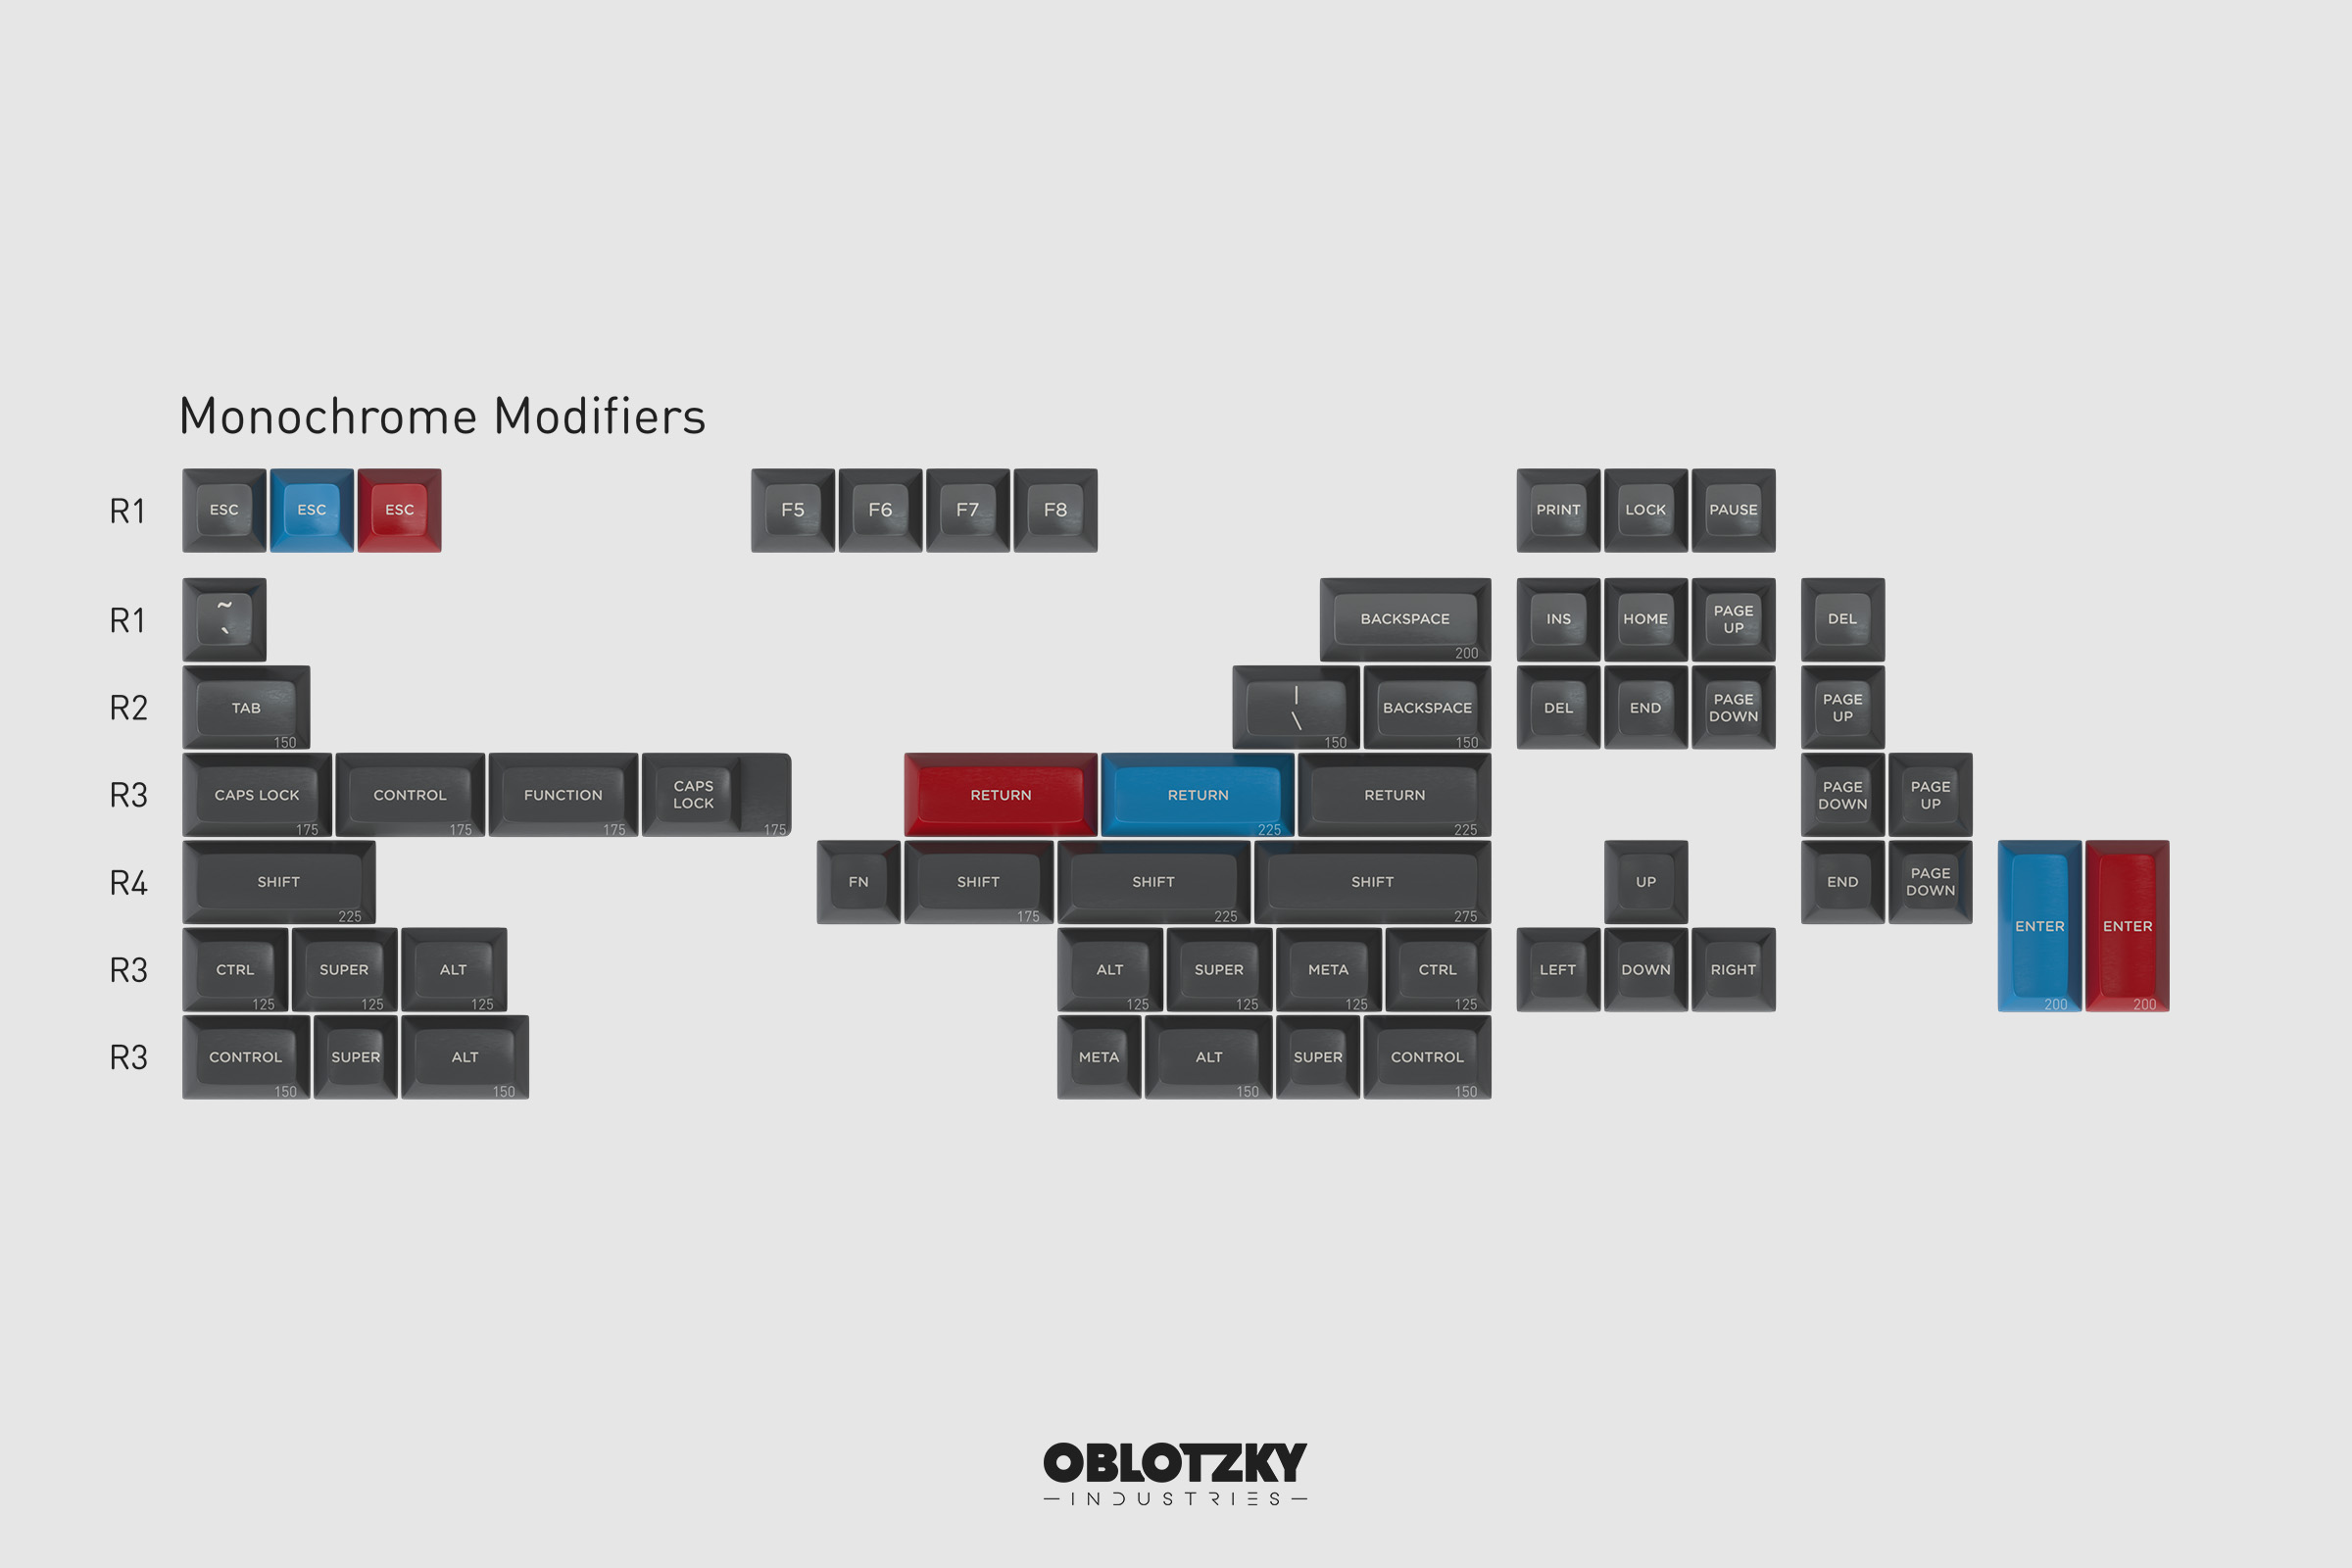 Monochrome Modifiers
R1
ESC
ESC
ESC
F5
F6
F7
F8
PRINT
LOCK
PAUSE
R1
~
`
BACKSPACE
200
INS
HOME
PAGE
UP
DEL
R2
TAB
150
|
\
150
BACKSPACE
150
DEL
END
PAGE
DOWN
PAGE
UP
R3
CAPS LOCK
175
CONTROL
175
FUNCTION
175
CAPS
LOCK
175
RETURN
RETURN
225
RETURN
225
PAGE
DOWN
PAGE
UP
R4
SHIFT
225
FN
SHIFT
175
SHIFT
225
SHIFT
275
UP
END
PAGE
DOWN
ENTER
200
ENTER
200
R3
CTRL
125
SUPER
125
ALT
125
ALT
125
SUPER
125
META
125
CTRL
125
LEFT
DOWN
RIGHT
R3
CONTROL
150
SUPER
ALT
150
META
ALT
150
SUPER
CONTROL
150
OBLOTZKY
INDUSTRIES